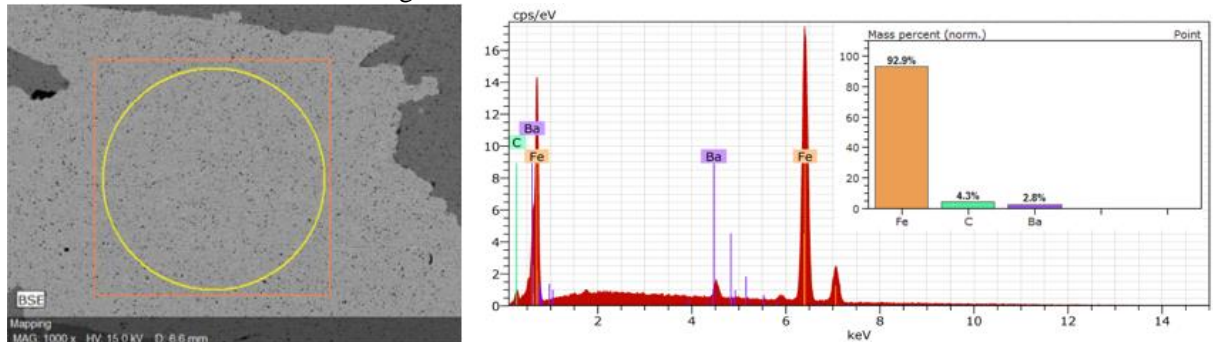 BSE
Mapping
MAG: 1000 x HV: 15.0 kV D: 6.6 mm
cps/eV
16
14
12
10
8
6
4
2
0
C
Ba
Fe
Ba
Fe
2 4 6 8 10 12 14
keV
Mass percent (norm.) Point
100
80
60
40
20
0
92.9%
4.3%
2.8%
Fe C Ba